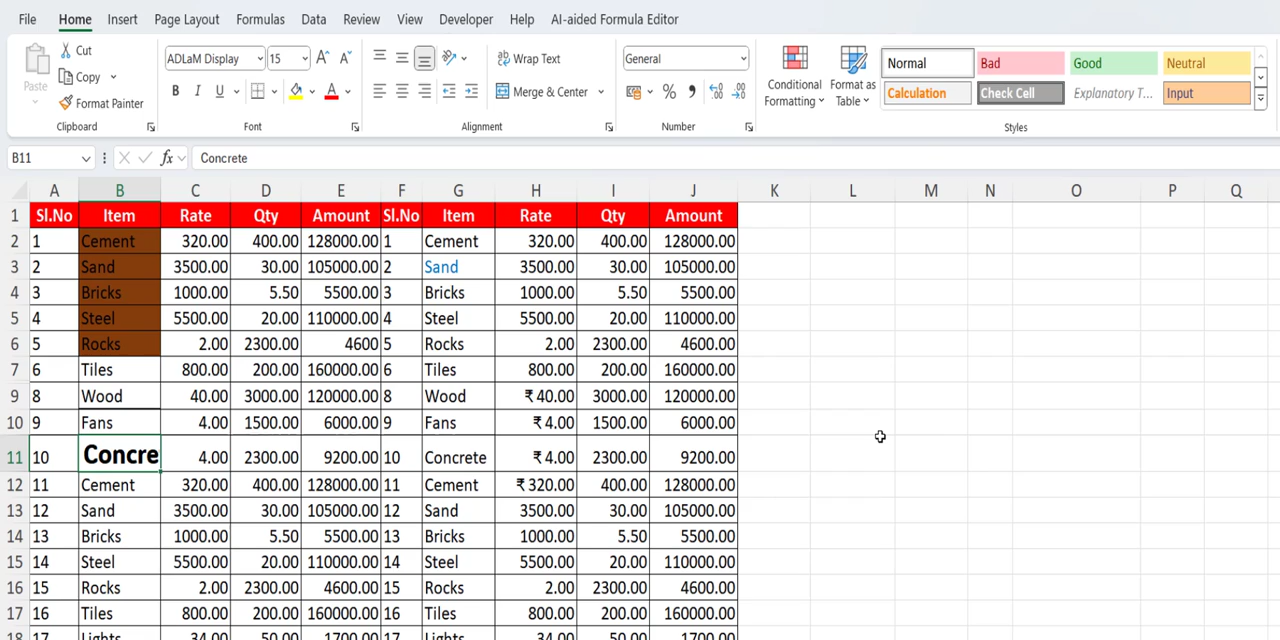 File Home Insert Page Layout Formulas Data Review View Developer Help AI-aided Formula Editor
Paste
Cut
Copy
Format Painter
Clipboard
ADLaM Display 15 A A
B I U A
Font
Wrap Text
Merge & Center
Alignment
General
% 9 .00
Number
Conditional Formatting
Format as Table
Normal Bad Good Neutral
Calculation Check Cell Explanatory T... Input
Styles
B11 fx Concrete
A B C D E F G H I J K L M N O P Q
1 Sl.No Item Rate Qty Amount Sl.No Item Rate Qty Amount
2 1 Cement 320.00 400.00 128000.00 1 Cement 320.00 400.00 128000.00
3 2 Sand 3500.00 30.00 105000.00 2 Sand 3500.00 30.00 105000.00
4 3 Bricks 1000.00 5.50 5500.00 3 Bricks 1000.00 5.50 5500.00
5 4 Steel 5500.00 20.00 110000.00 4 Steel 5500.00 20.00 110000.00
6 5 Rocks 2.00 2300.00 4600 5 Rocks 2.00 2300.00 4600.00
7 6 Tiles 800.00 200.00 160000.00 6 Tiles 800.00 200.00 160000.00
9 8 Wood 40.00 3000.00 120000.00 8 Wood ₹ 40.00 3000.00 120000.00
10 9 Fans 4.00 1500.00 6000.00 9 Fans ₹ 4.00 1500.00 6000.00
11 10 Concre 4.00 2300.00 9200.00 10 Concrete ₹ 4.00 2300.00 9200.00
12 11 Cement 320.00 400.00 128000.00 11 Cement ₹ 320.00 400.00 128000.00
13 12 Sand 3500.00 30.00 105000.00 12 Sand 3500.00 30.00 105000.00
14 13 Bricks 1000.00 5.50 5500.00 13 Bricks 1000.00 5.50 5500.00
15 14 Steel 5500.00 20.00 110000.00 14 Steel 5500.00 20.00 110000.00
16 15 Rocks 2.00 2300.00 4600.00 15 Rocks 2.00 2300.00 4600.00
17 16 Tiles 800.00 200.00 160000.00 16 Tiles 800.00 200.00 160000.00
18 17 Lights 34.00 50.00 1700.00 17 Lights 34.00 50.00 1700.00